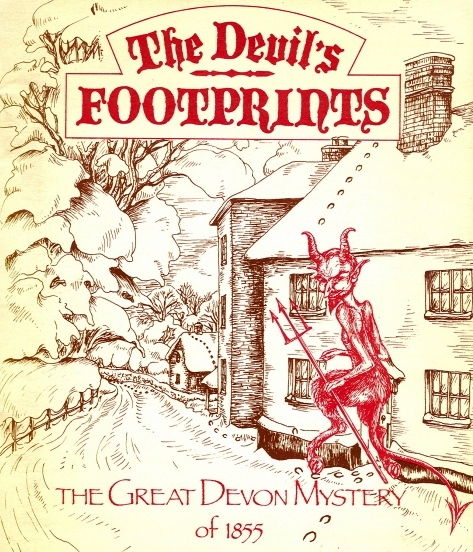 The Devil's
FOOTPRINTS
THE GREAT DEVON MYSTERY
of 1855